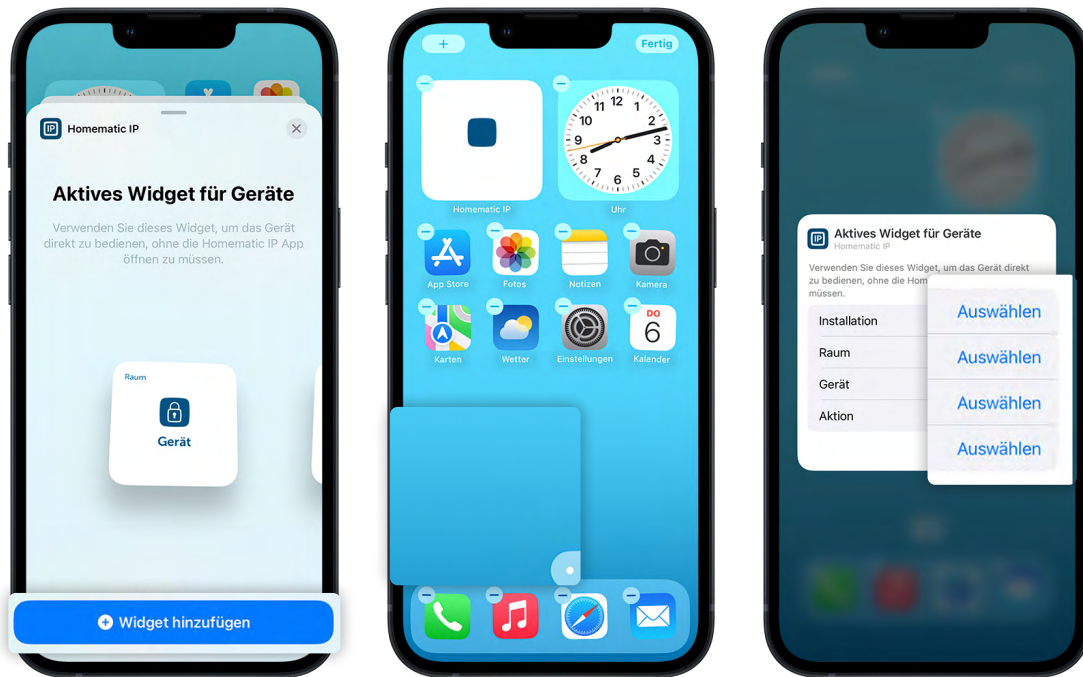 IP Homematic IP
Aktives Widget für Geräte
Verwenden Sie dieses Widget, um das Gerät
direkt zu bedienen, ohne die Homematic IP App
öffnen zu müssen.
Raum
Gerät
Widget hinzufügen
Fertig
12
1
2
3
4
5
6
7
8
9
10
11
Homematic IP
Uhr
App Store
Fotos
Notizen
Kamera
DO
6
Karten
Wetter
Einstellungen
Kalender
IP
Aktives Widget für Geräte
Homematic IP
Verwenden Sie dieses Widget, um das Gerät direkt
zu bedienen, ohne die Hom
müssen.
Installation
Auswählen
Raum
Auswählen
Gerät
Auswählen
Aktion
Auswählen